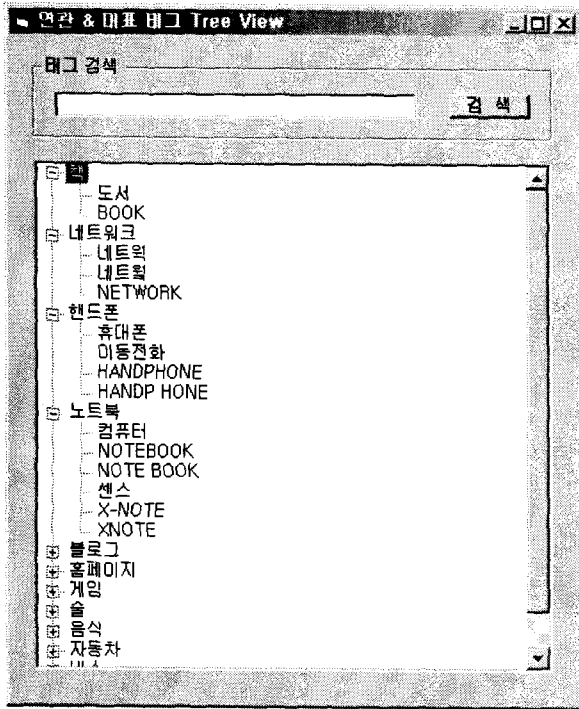 연관 & 대표 태그 Tree View
태그 검색
검 색
책
도서
BOOK
네트워크
네트웍
네트웤
NETWORK
핸드폰
휴대폰
이동전화
HANDPHONE
HANDP HONE
노트북
컴퓨터
NOTEBOOK
NOTE BOOK
센스
X-NOTE
XNOTE
블로그
홈페이지
게임
술
음식
자동차